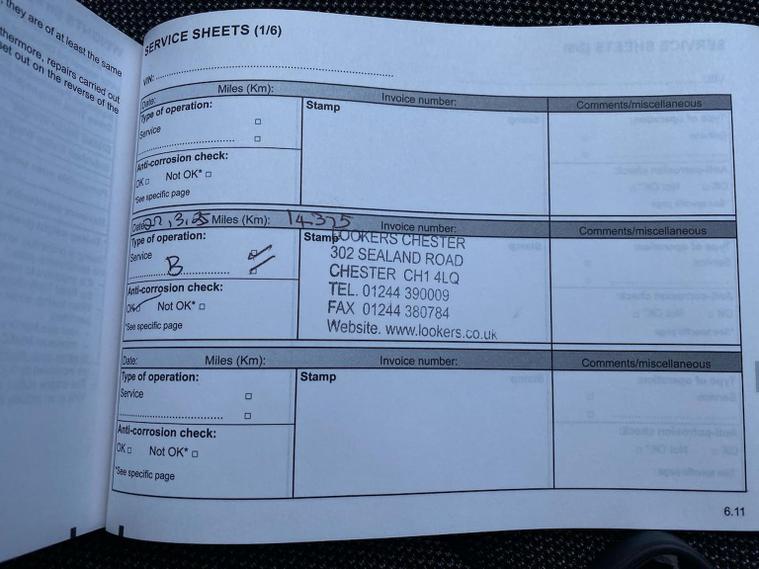 they are of at least the same
thermore, repairs carried out
set out on the reverse of the
SERVICE SHEETS (1/6)
VIN:
Date: Miles (Km): Invoice number: Comments/miscellaneous
Type of operation: Stamp
Service
Anti-corrosion check:
OK Not OK*
*See specific page
Date: 27,3,25 Miles (Km): 14375 Invoice number: Comments/miscellaneous
Type of operation: Stamp LOOKERS CHESTER
Service 302 SEALAND ROAD
B CHESTER CH1 4LQ
Anti-corrosion check: TEL. 01244 390009
OK Not OK* FAX 01244 380784
*See specific page Website. www.lookers.co.uk
Date: Miles (Km): Invoice number: Comments/miscellaneous
Type of operation: Stamp
Service
Anti-corrosion check:
OK Not OK*
*See specific page
6.11